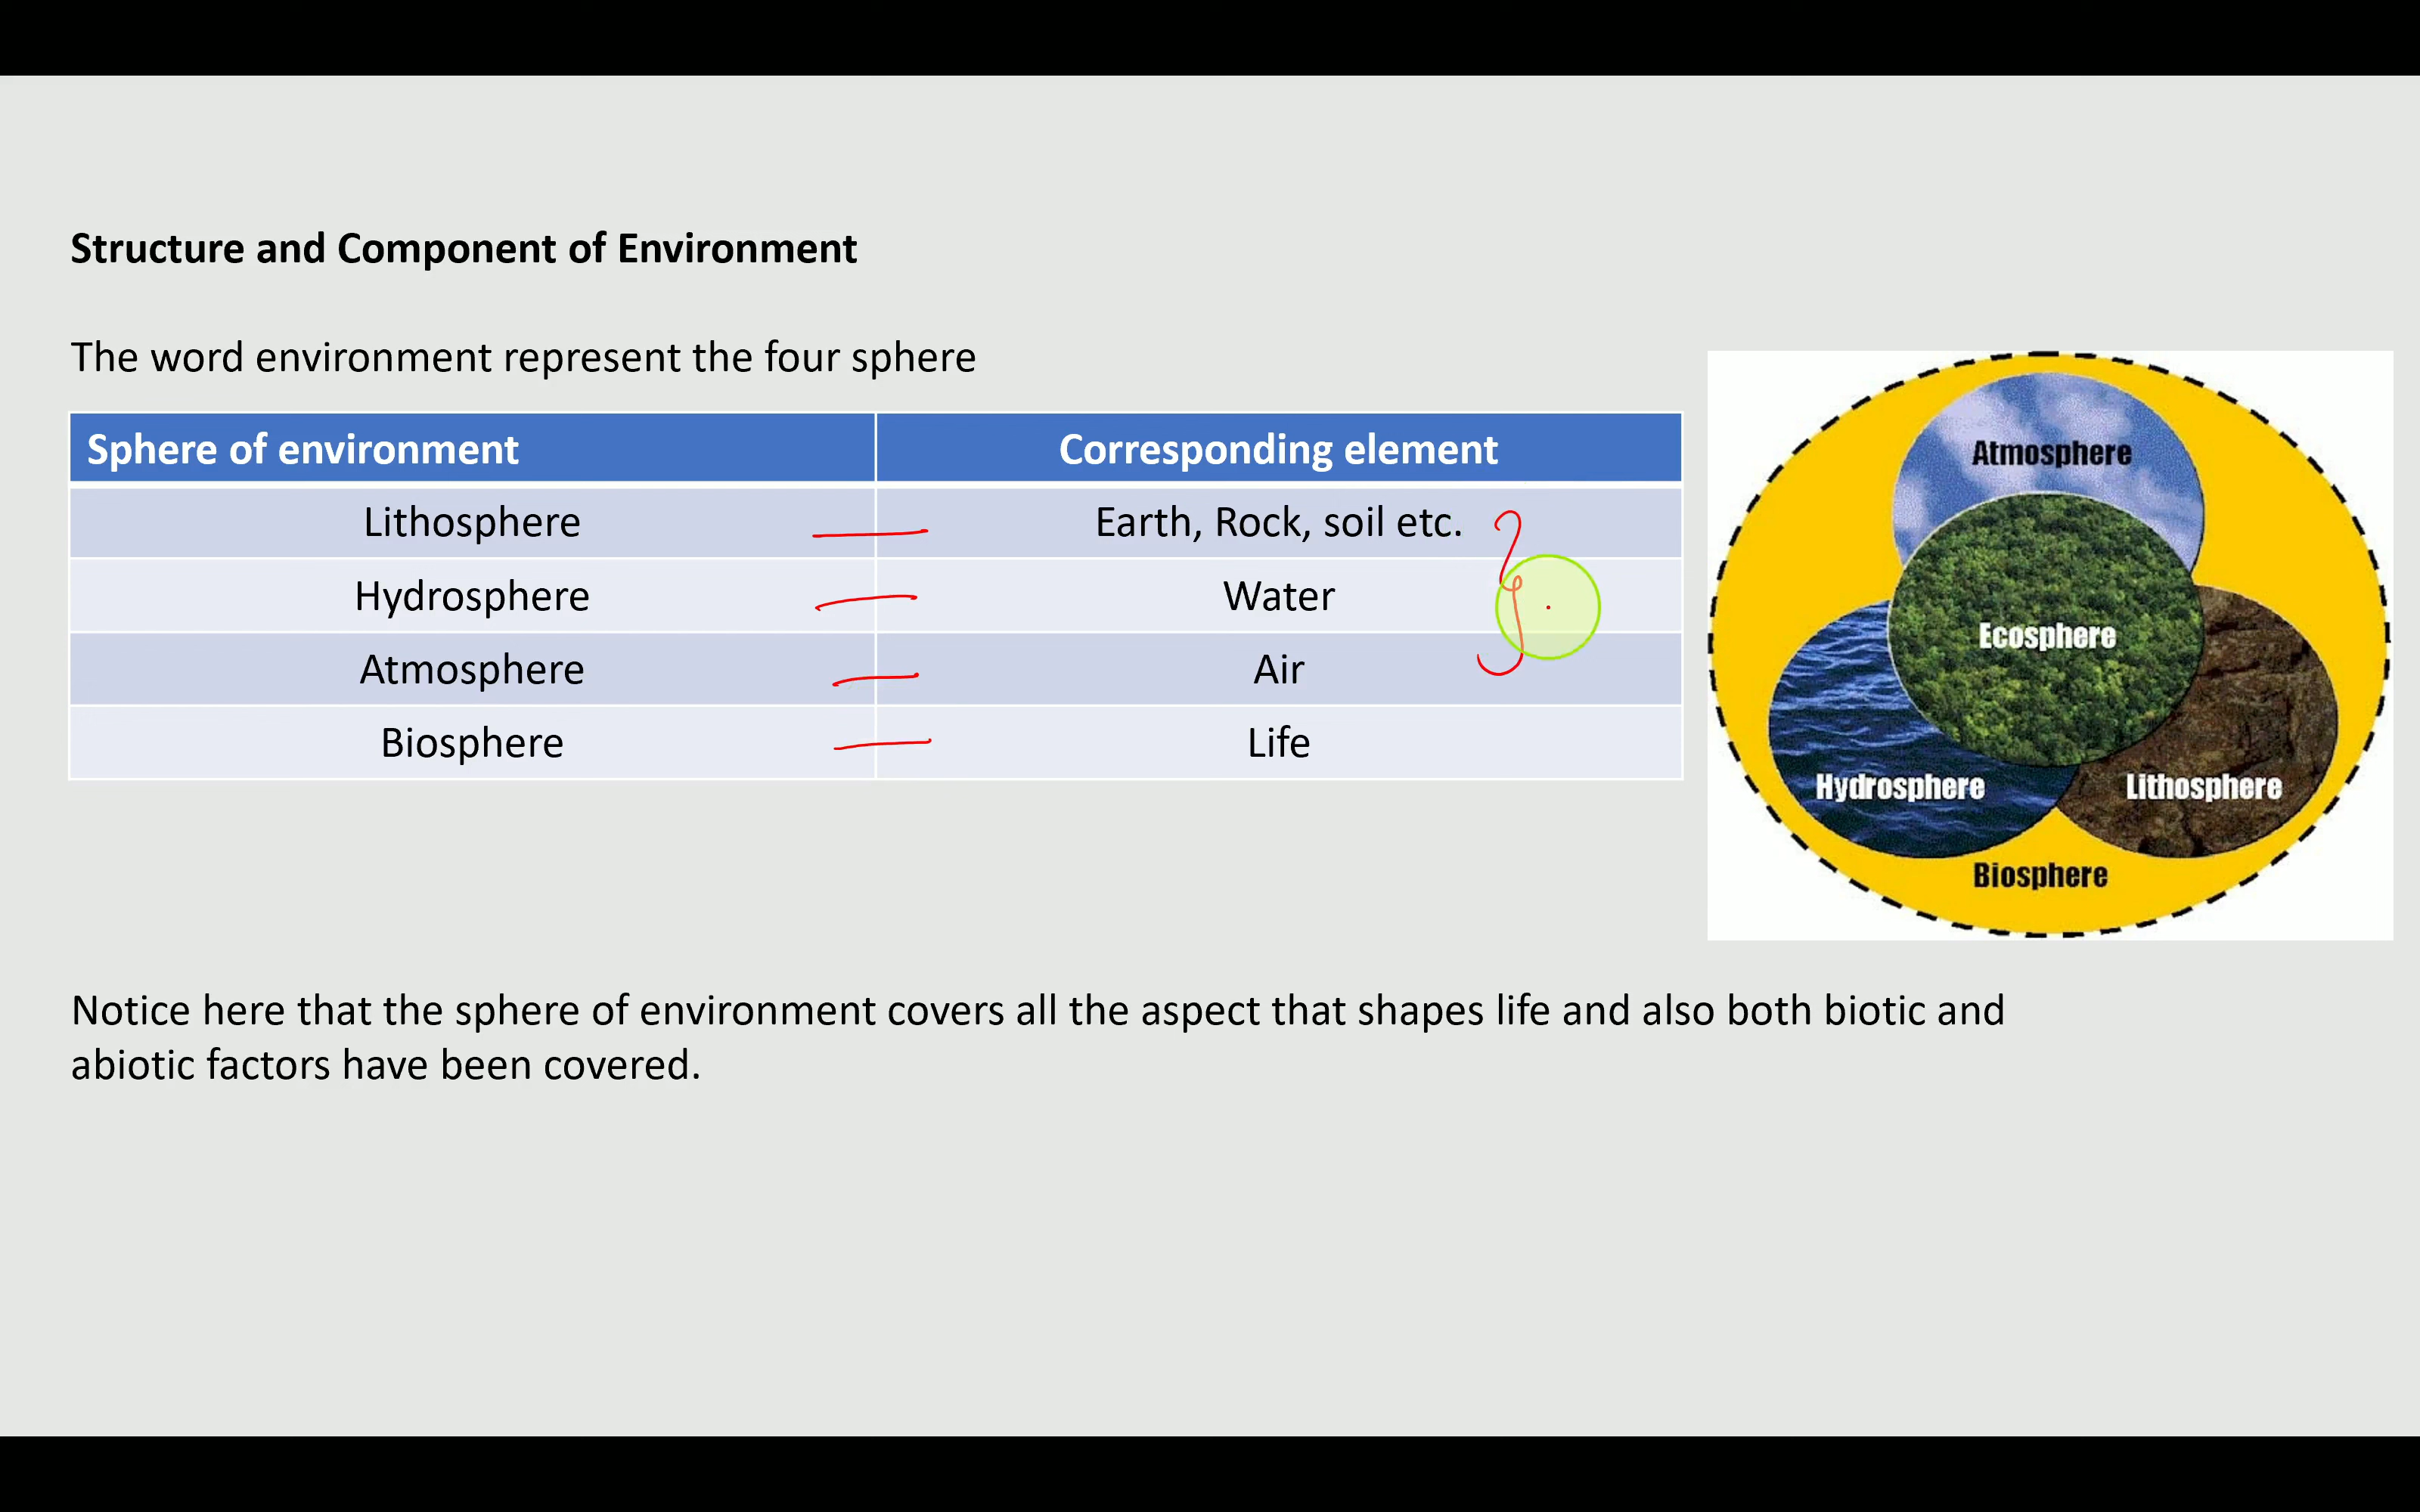 Structure and Component of Environment
The word environment represent the four sphere
Sphere of environment Corresponding element
Lithosphere Earth, Rock, soil etc.
Hydrosphere Water
Atmosphere Air
Biosphere Life
Atmosphere
Ecosphere
Hydrosphere Lithosphere
Biosphere
Notice here that the sphere of environment covers all the aspect that shapes life and also both biotic and
abiotic factors have been covered.